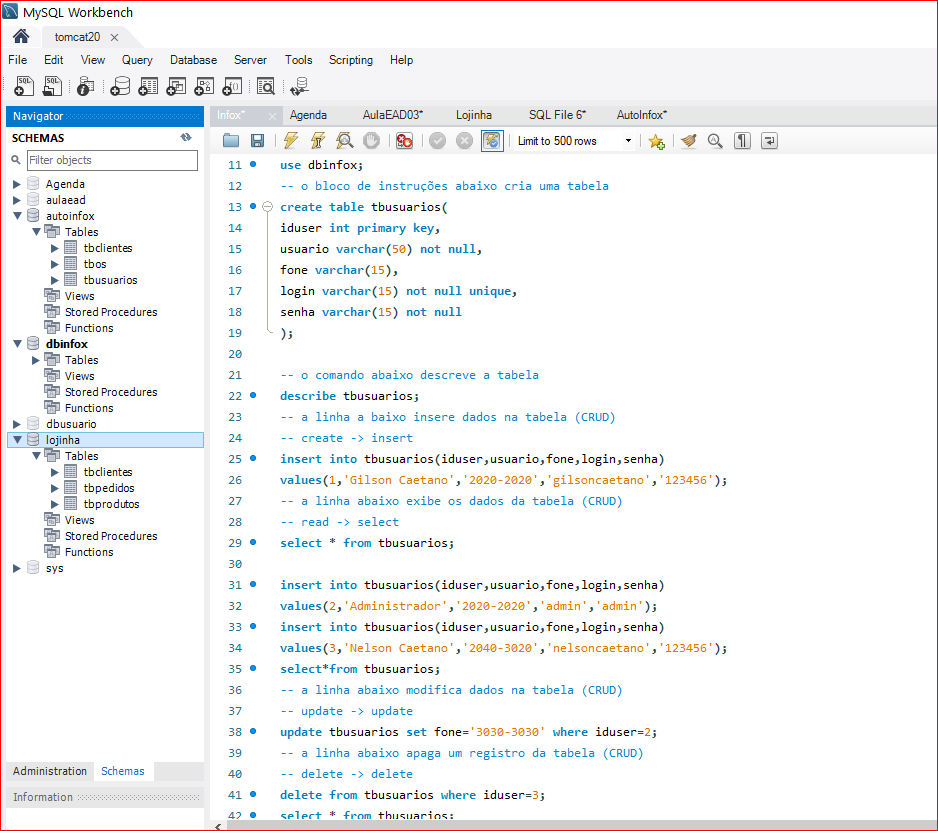 MySQL Workbench
tomcat20
File Edit View Query Database Server Tools Scripting Help
Navigator
SCHEMAS
Filter objects
Agenda
aulaead
autoinfox
Tables
tbclientes
tbos
tbusuarios
Views
Stored Procedures
Functions
dbinfox
Tables
Views
Stored Procedures
Functions
dbusuario
lojinha
Tables
tbclientes
tbpedidos
tbprodutos
Views
Stored Procedures
Functions
sys
Administration Schemas
Information
Infox* Agenda AulaEAD03* Lojinha SQL File 6* AutoInfox*
Limit to 500 rows
11 use dbinfox;
12 -- o bloco de instruções abaixo cria uma tabela
13 create table tbusuarios(
14 iduser int primary key,
15 usuario varchar(50) not null,
16 fone varchar(15),
17 login varchar(15) not null unique,
18 senha varchar(15) not null
19 );
20
21 -- o comando abaixo descreve a tabela
22 describe tbusuarios;
23 -- a linha a baixo insere dados na tabela (CRUD)
24 -- create -> insert
25 insert into tbusuarios(iduser,usuario,fone,login,senha)
26 values(1,'Gilson Caetano','2020-2020','gilsoncaetano','123456');
27 -- a linha abaixo exibe os dados da tabela (CRUD)
28 -- read -> select
29 select * from tbusuarios;
30
31 insert into tbusuarios(iduser,usuario,fone,login,senha)
32 values(2,'Administrador','2020-2020','admin','admin');
33 insert into tbusuarios(iduser,usuario,fone,login,senha)
34 values(3,'Nelson Caetano','2040-3020','nelsoncaetano','123456');
35 select*from tbusuarios;
36 -- a linha abaixo modifica dados na tabela (CRUD)
37 -- update -> update
38 update tbusuarios set fone='3030-3030' where iduser=2;
39 -- a linha abaixo apaga um registro da tabela (CRUD)
40 -- delete -> delete
41 delete from tbusuarios where iduser=3;
42 select * from tbusuarios;